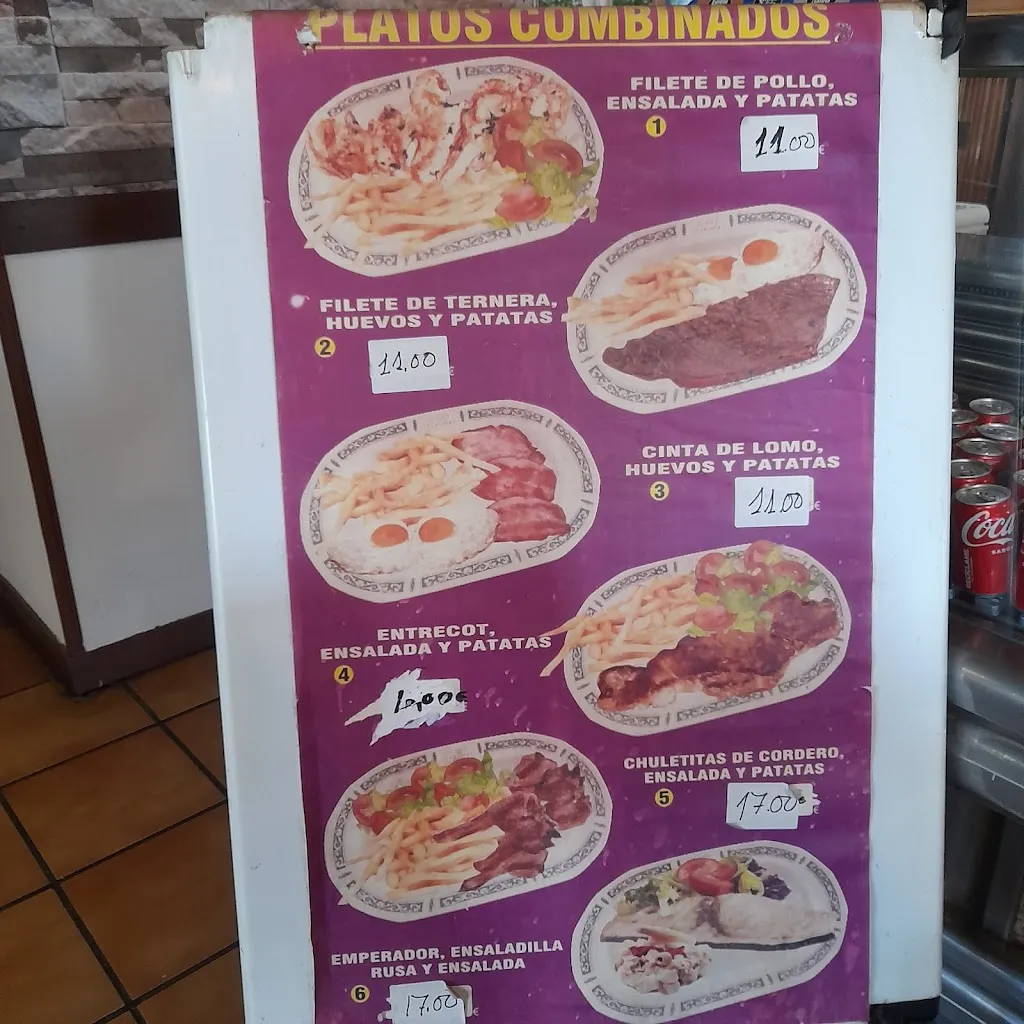 PLATOS COMBINADOS
FILETE DE POLLO,
ENSALADA Y PATATAS
1
11.00 €
FILETE DE TERNERA,
HUEVOS Y PATATAS
2
11,00 €
CINTA DE LOMO,
HUEVOS Y PATATAS
3
11.00 €
ENTRECOT,
ENSALADA Y PATATAS
4
CHULETITAS DE CORDERO,
ENSALADA Y PATATAS
5
17.00€
EMPERADOR, ENSALADILLA
RUSA Y ENSALADA
6
17.00 €